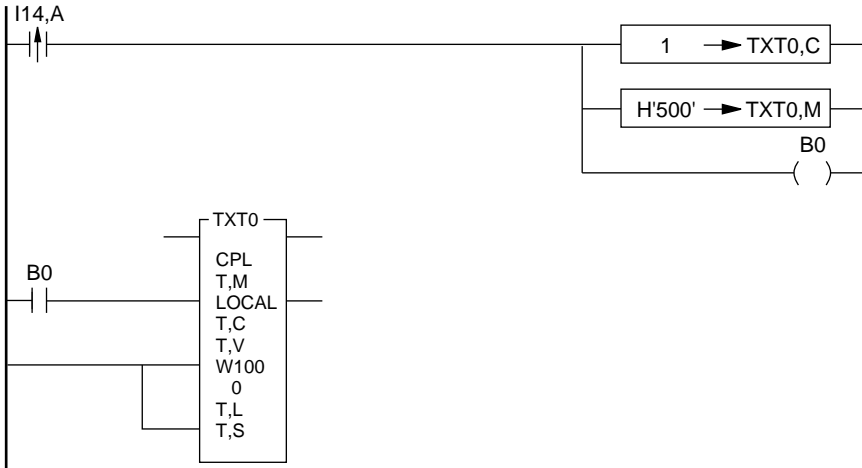 I14,A
1 → TXT0,C
H'500' → TXT0,M
B0
TXT0
CPL
T,M
B0
LOCAL
T,C
T,V
W100
0
T,L
T,S